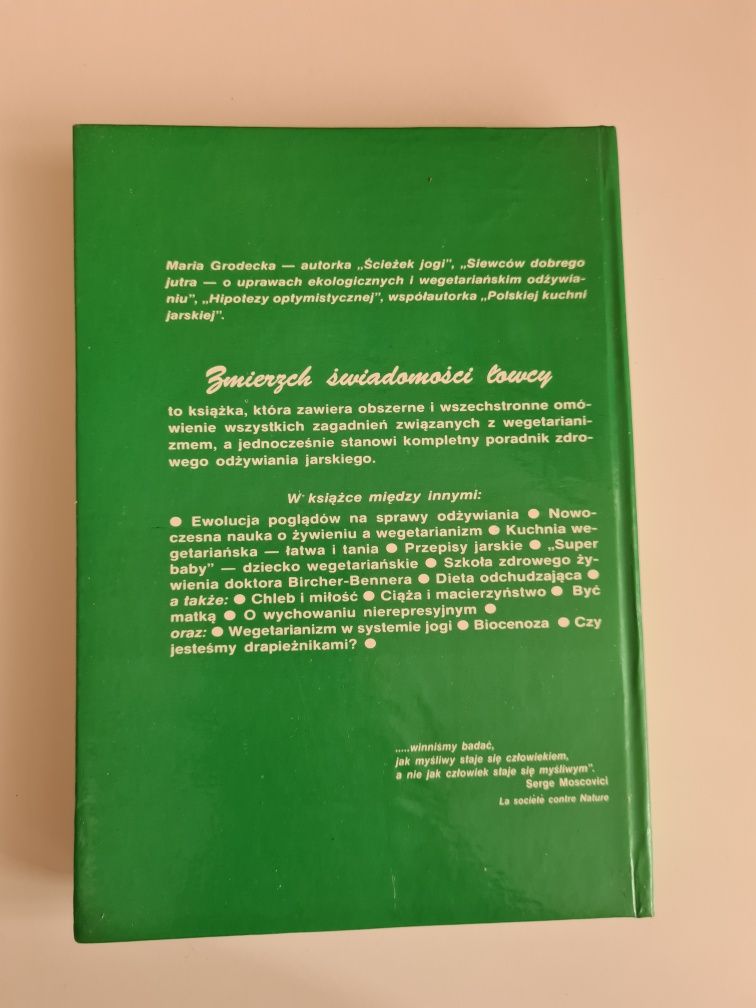 Maria Grodecka — autorka „Ścieżek jogi”, „Siewców dobrego
jutra — o uprawach ekologicznych i wegetariańskim odżywia-
niu”, „Hipotezy optymistycznej”, współautorka „Polskiej kuchni
jarskiej”.
Zmierzch świadomości łowcy
to książka, która zawiera obszerne i wszechstronne omó-
wienie wszystkich zagadnień związanych z wegetariani-
zmem, a jednocześnie stanowi kompletny poradnik zdro-
wego odżywiania jarskiego.
W książce między innymi:
● Ewolucja poglądów na sprawy odżywiania ● Nowo-
czesna nauka o żywieniu a wegetarianizm ● Kuchnia we-
getariańska — łatwa i tania ● Przepisy jarskie ● „Super
baby” — dziecko wegetariańskie ● Szkoła zdrowego ży-
wienia doktora Bircher-Bennera ● Dieta odchudzająca ●
a także: ● Chleb i miłość ● Ciąża i macierzyństwo ● Być
matką ● O wychowaniu nierepresyjnym ●
oraz: ● Wegetarianizm w systemie jogi ● Biocenoza ● Czy
jesteśmy drapieżnikami? ●
.....winniśmy badać,
jak myśliwy staje się człowiekiem,
a nie jak człowiek staje się myśliwym”.
Serge Moscovici
La société contre Nature